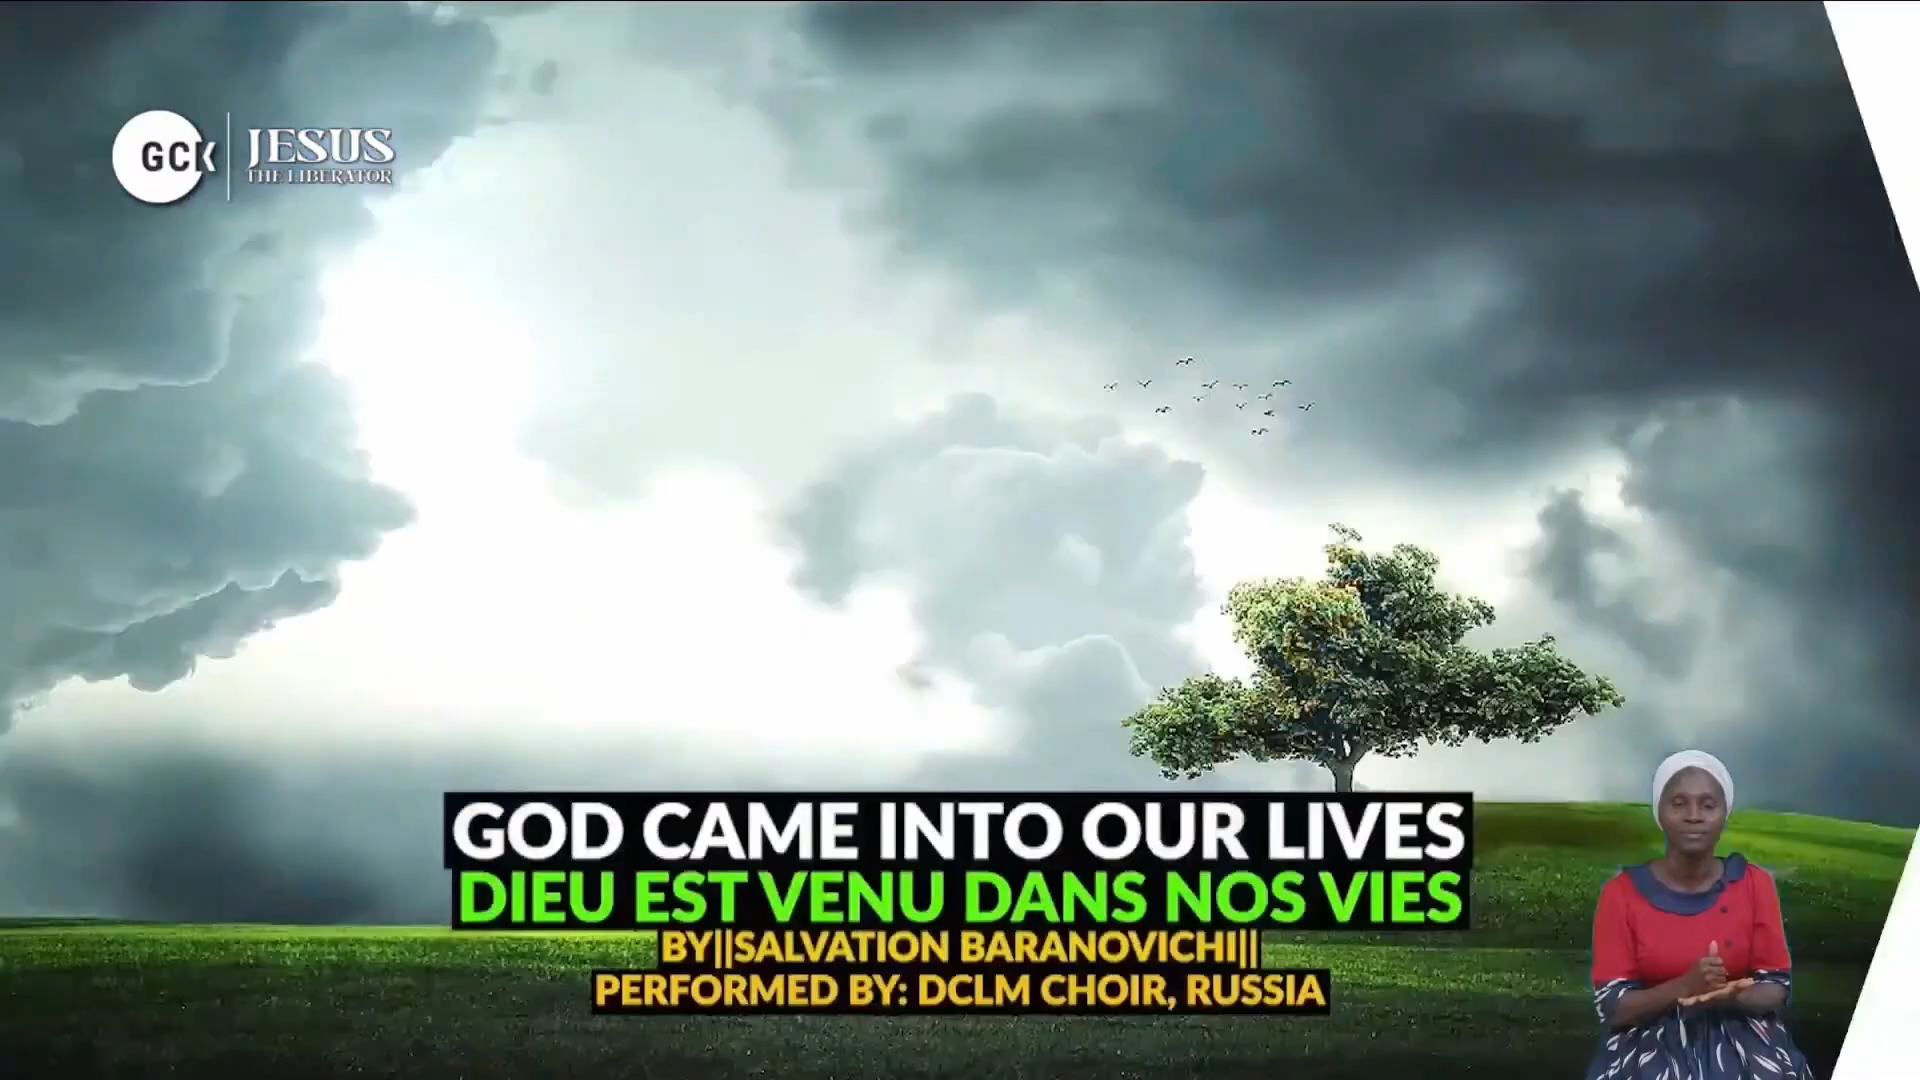 GCK
JESUS
THE LIBERATOR
GOD CAME INTO OUR LIVES
DIEU EST VENU DANS NOS VIES
BY||SALVATION BARANOVICHI||
PERFORMED BY: DCLM CHOIR, RUSSIA